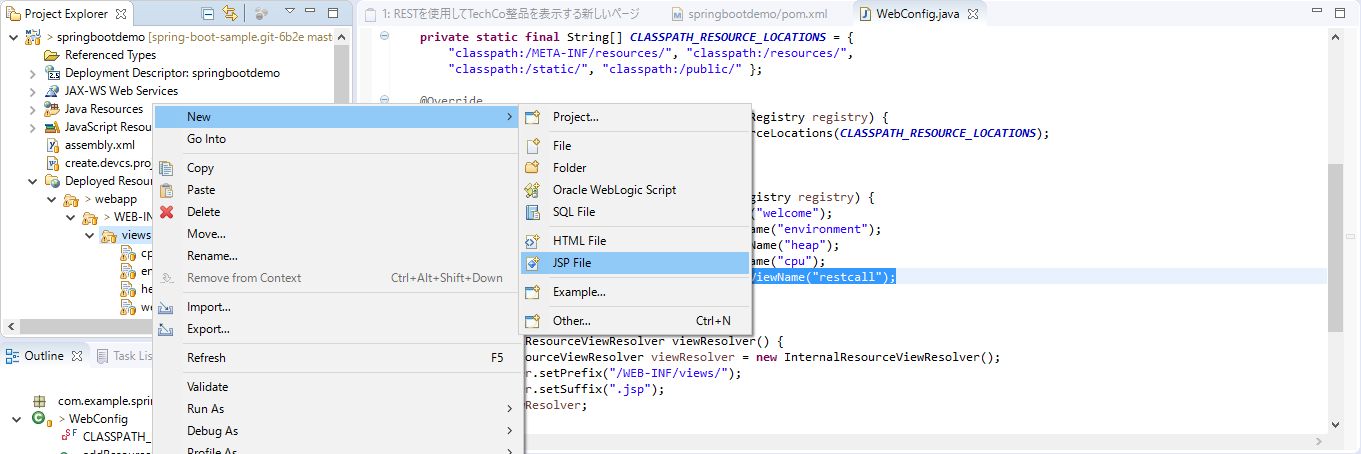 Project Explorer
springbootdemo [spring-boot-sample.git-6b2e mast
Referenced Types
Deployment Descriptor: springbootdemo
JAX-WS Web Services
Java Resources
JavaScript Resou
assembly.xml
create.devcs.proj
Deployed Resour
> webapp
> WEB-INF
views
cp
en
he
we
Outline
Task Lis
com.example.spri
> WebConfig
CLASSPATH_
addResource
New
Go Into
Copy
Paste
Delete
Move...
Rename...
Remove from Context Ctrl+Alt+Shift+Down
Import...
Export...
Refresh F5
Validate
Run As
Debug As
Profile As
Project...
File
Folder
Oracle WebLogic Script
SQL File
HTML File
JSP File
Example...
Other... Ctrl+N
1: RESTを使用してTechCo整品を表示する新しいページ
springbootdemo/pom.xml
WebConfig.java
private static final String[] CLASSPATH_RESOURCE_LOCATIONS = {
"classpath:/META-INF/resources/", "classpath:/resources/",
"classpath:/static/", "classpath:/public/" };
@Override
Registry registry) {
rceLocations(CLASSPATH_RESOURCE_LOCATIONS);
gistry registry) {
("welcome");
ame("environment");
Name("heap");
ame("cpu");
ViewName("restcall");
ResourceViewResolver viewResolver() {
ourceViewResolver viewResolver = new InternalResourceViewResolver();
r.setPrefix("/WEB-INF/views/");
r.setSuffix(".jsp");
Resolver;